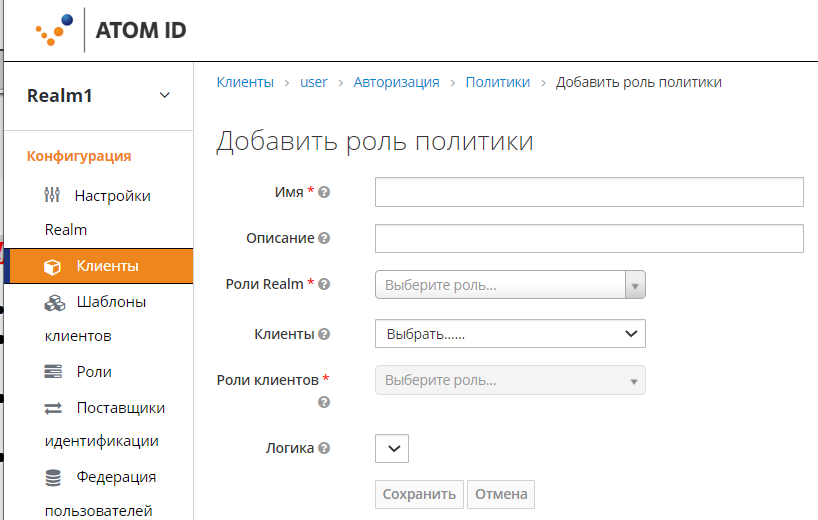 ATOM ID
Realm1
Клиенты > user > Авторизация > Политики > Добавить роль политики
Добавить роль политики
Конфигурация
Настройки
Realm
Клиенты
Шаблоны
клиентов
Роли
Поставщики
идентификации
Федерация
пользователей
Имя *
Описание
Роли Realm * Выберите роль...
Клиенты Выбрать......
Роли клиентов * Выберите роль...
Логика
Сохранить Отмена